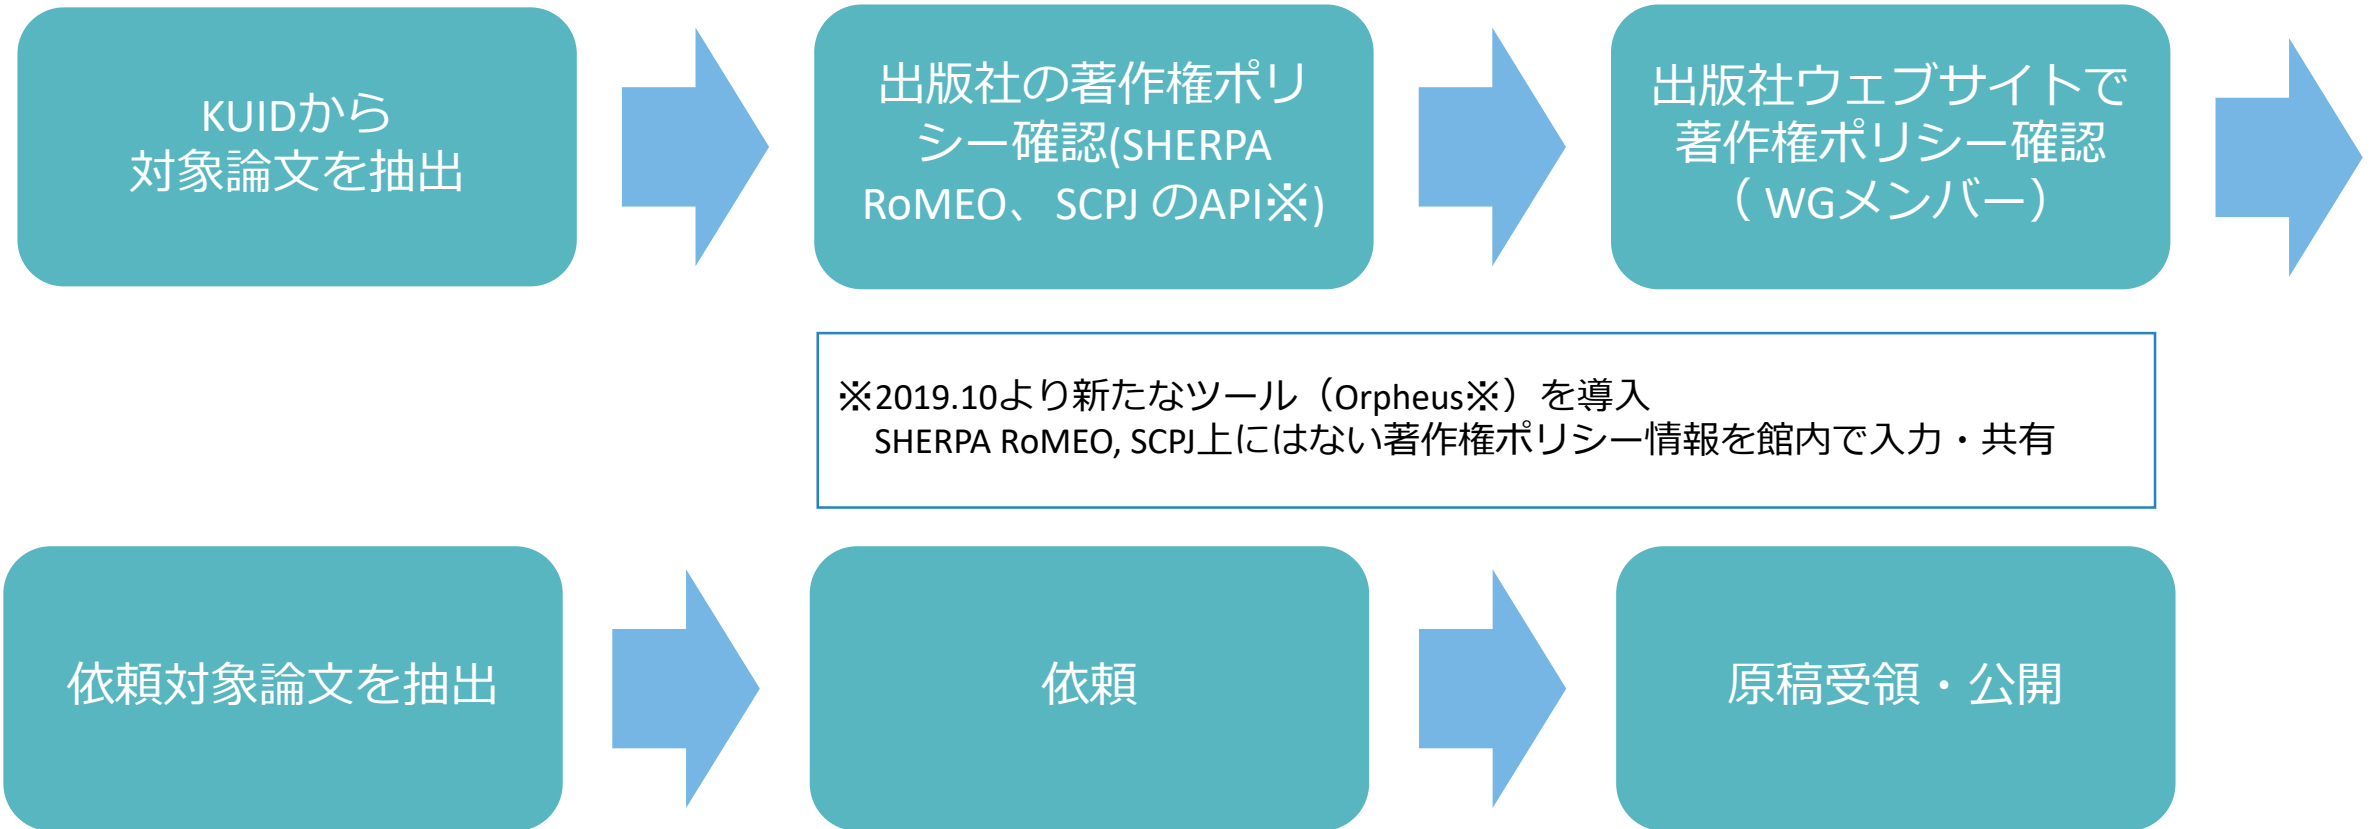 KUIDから
対象論文を抽出
出版社の著作権ポリ
シー確認(SHERPA
RoMEO、SCPJ のAPI※)
出版社ウェブサイトで
著作権ポリシー確認
（ WGメンバー）
※2019.10より新たなツール（Orpheus※）を導入
SHERPA RoMEO, SCPJ上にはない著作権ポリシー情報を館内で入力・共有
依頼対象論文を抽出
依頼
原稿受領・公開